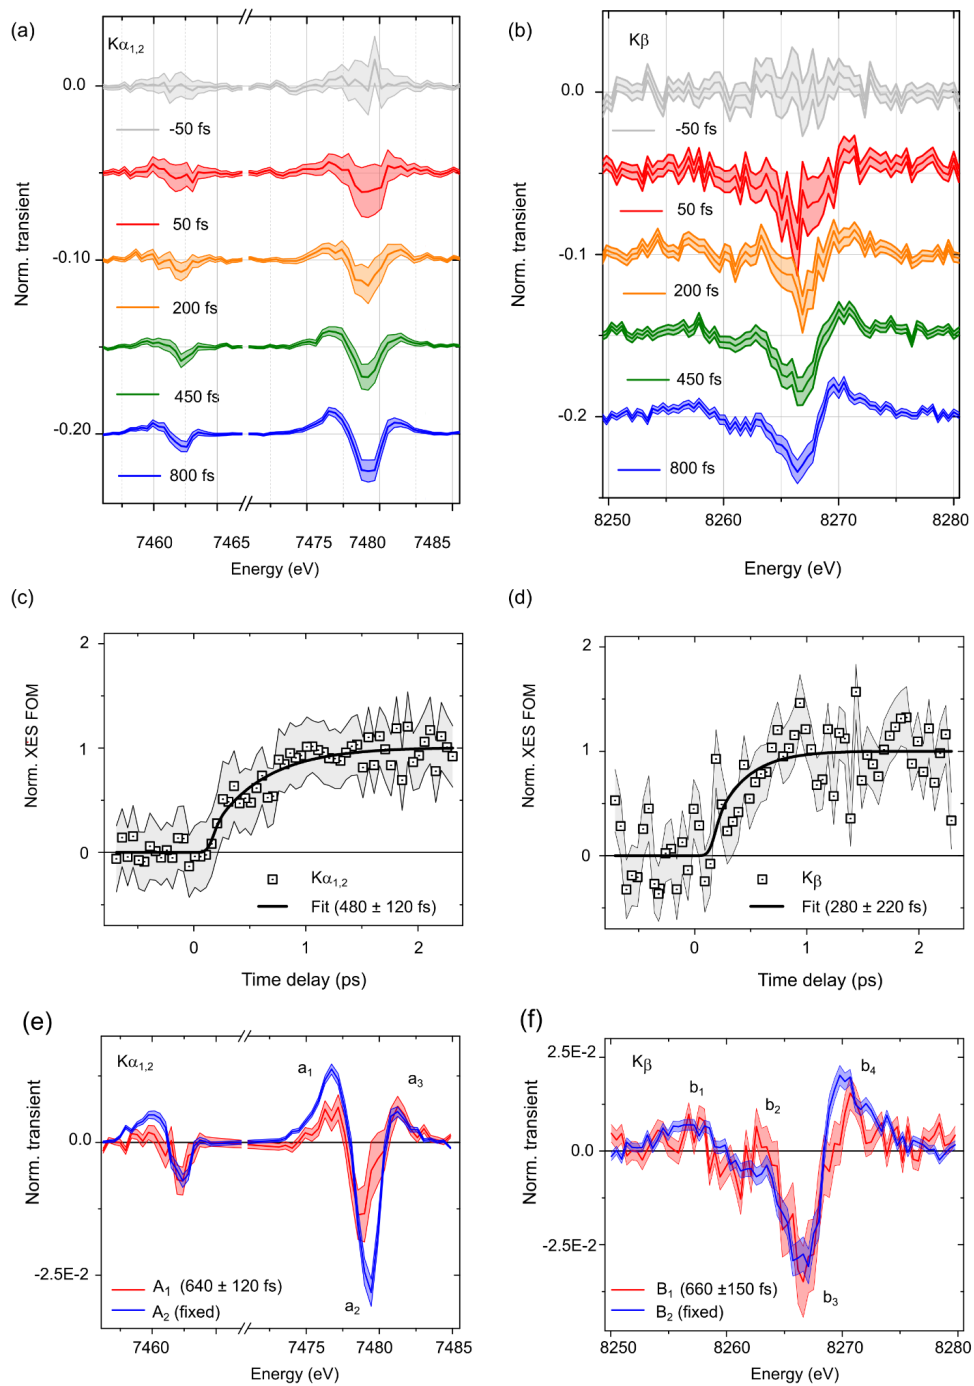 (a)
Kα1,2
Norm. transient
0.0
-0.10
-0.20
-50 fs
50 fs
200 fs
450 fs
800 fs
7460 7465 7475 7480 7485
Energy (eV)
(b)
Kβ
Norm. transient
0.0
-0.1
-0.2
-50 fs
50 fs
200 fs
450 fs
800 fs
8250 8260 8270 8280
Energy (eV)
(c)
Norm. XES FOM
2
1
0
Kα1,2
Fit (480 ± 120 fs)
0 1 2
Time delay (ps)
(d)
Norm. XES FOM
2
1
0
Kβ
Fit (280 ± 220 fs)
0 1 2
Time delay (ps)
(e)
Kα1,2
Norm. transient
0.0
-2.5E-2
a1
a3
a2
A1 (640 ± 120 fs)
A2 (fixed)
7460 7475 7480 7485
Energy (eV)
(f)
Kβ
Norm. transient
2.5E-2
0.0
-2.5E-2
b1
b2
b4
b3
B1 (660 ±150 fs)
B2 (fixed)
8250 8260 8270 8280
Energy (eV)